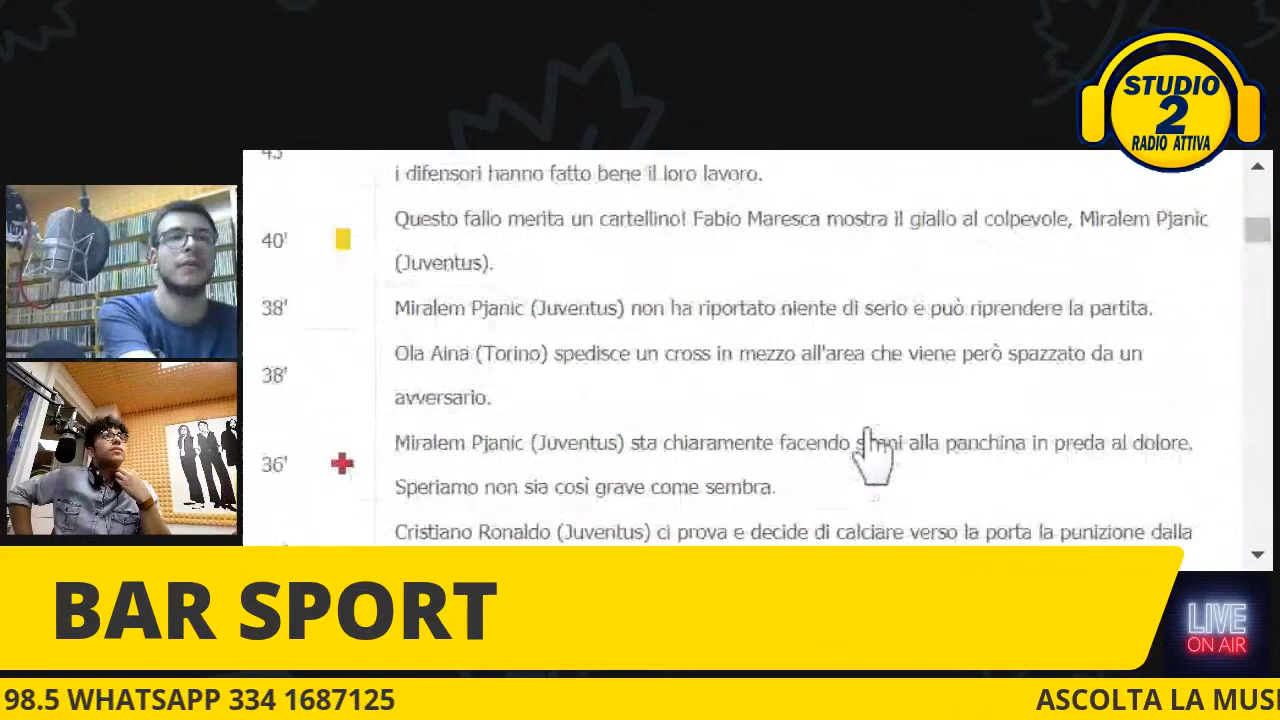 STUDIO
2
RADIO ATTIVA
i difensori hanno fatto bene il loro lavoro.
Questo fallo merita un cartellino! Fabio Maresca mostra il giallo al colpevole, Miralem Pjanic
40'
(Juventus).
38' Miralem Pjanic (Juventus) non ha riportato niente di serio e può riprendere la partita.
Ola Aina (Torino) spedisce un cross in mezzo all'area che viene però spazzato da un
38'
avversario.
Miralem Pjanic (Juventus) sta chiaramente facendo alla panchina in preda al dolore.
36'
Speriamo non sia così grave come sembra.
Cristiano Ronaldo (Juventus) ci prova e decide di calciare verso la porta la punizione dalla
BAR SPORT
LIVE
ON AIR
98.5 WHATSAPP 334 1687125 ASCOLTA LA MUSI